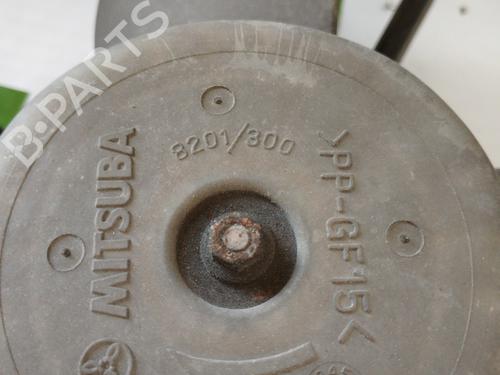 B-PARTS
8201/300
MITSUBA
>PP-GF15<